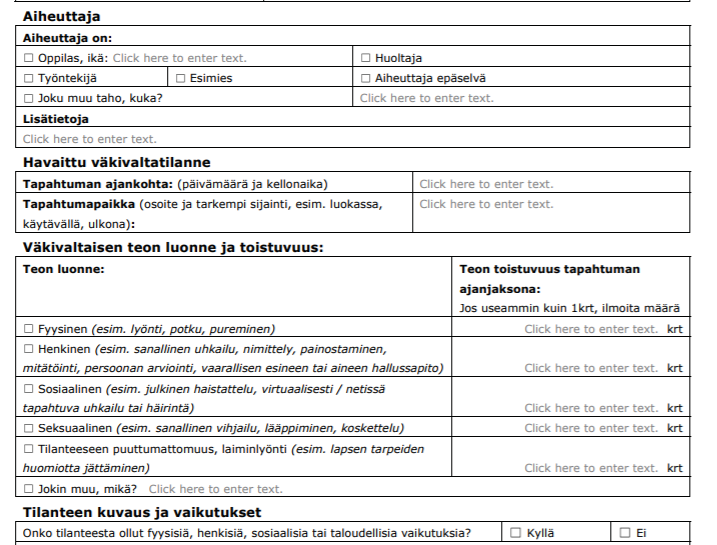 Aiheuttaja
Aiheuttaja on:
☐ Oppilas, ikä: Click here to enter text. ☐ Huoltaja
☐ Työntekijä ☐ Esimies ☐ Aiheuttaja epäselvä
☐ Joku muu taho, kuka? Click here to enter text.
Lisätietoja
Click here to enter text.
Havaittu väkivaltatilanne
Tapahtuman ajankohta: (päivämäärä ja kellonaika) Click here to enter text.
Tapahtumapaikka (osoite ja tarkempi sijainti, esim. luokassa, Click here to enter text.
käytävällä, ulkona):
Väkivaltaisen teon luonne ja toistuvuus:
Teon luonne: Teon toistuvuus tapahtuman
ajanjaksona:
Jos useammin kuin 1krt, ilmoita määrä
☐ Fyysinen (esim. lyönti, potku, pureminen) Click here to enter text. krt
☐ Henkinen (esim. sanallinen uhkailu, nimittely, painostaminen,
mitätöinti, persoonan arviointi, vaarallisen esineen tai aineen hallussapito) Click here to enter text. krt
☐ Sosiaalinen (esim. julkinen haistattelu, virtuaalisesti / netissä
tapahtuva uhkailu tai häirintä) Click here to enter text. krt
☐ Seksuaalinen (esim. sanallinen vihjailu, lääppiminen, koskettelu) Click here to enter text. krt
☐ Tilanteeseen puuttumattomuus, laiminlyönti (esim. lapsen tarpeiden
huomiotta jättäminen) Click here to enter text. krt
☐ Jokin muu, mikä? Click here to enter text.
Tilanteen kuvaus ja vaikutukset
Onko tilanteesta ollut fyysisiä, henkisiä, sosiaalisia tai taloudellisia vaikutuksia? ☐ Kyllä ☐ Ei